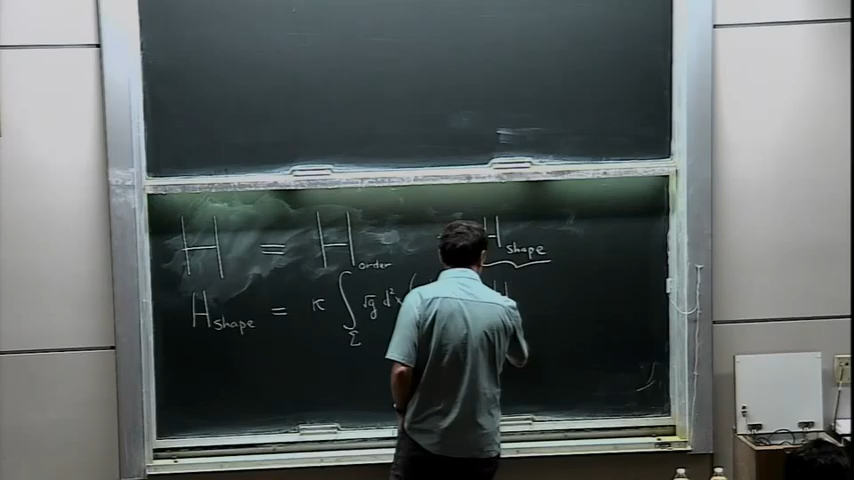 H = H_order H_shape
H_shape = κ ∫_Σ √g d²x (